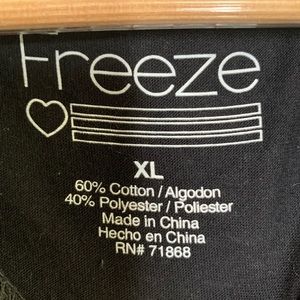 Freeze
XL
60% Cotton / Algodon
40% Polyester / Poliester
Made in China
Hecho en China
RN# 71868